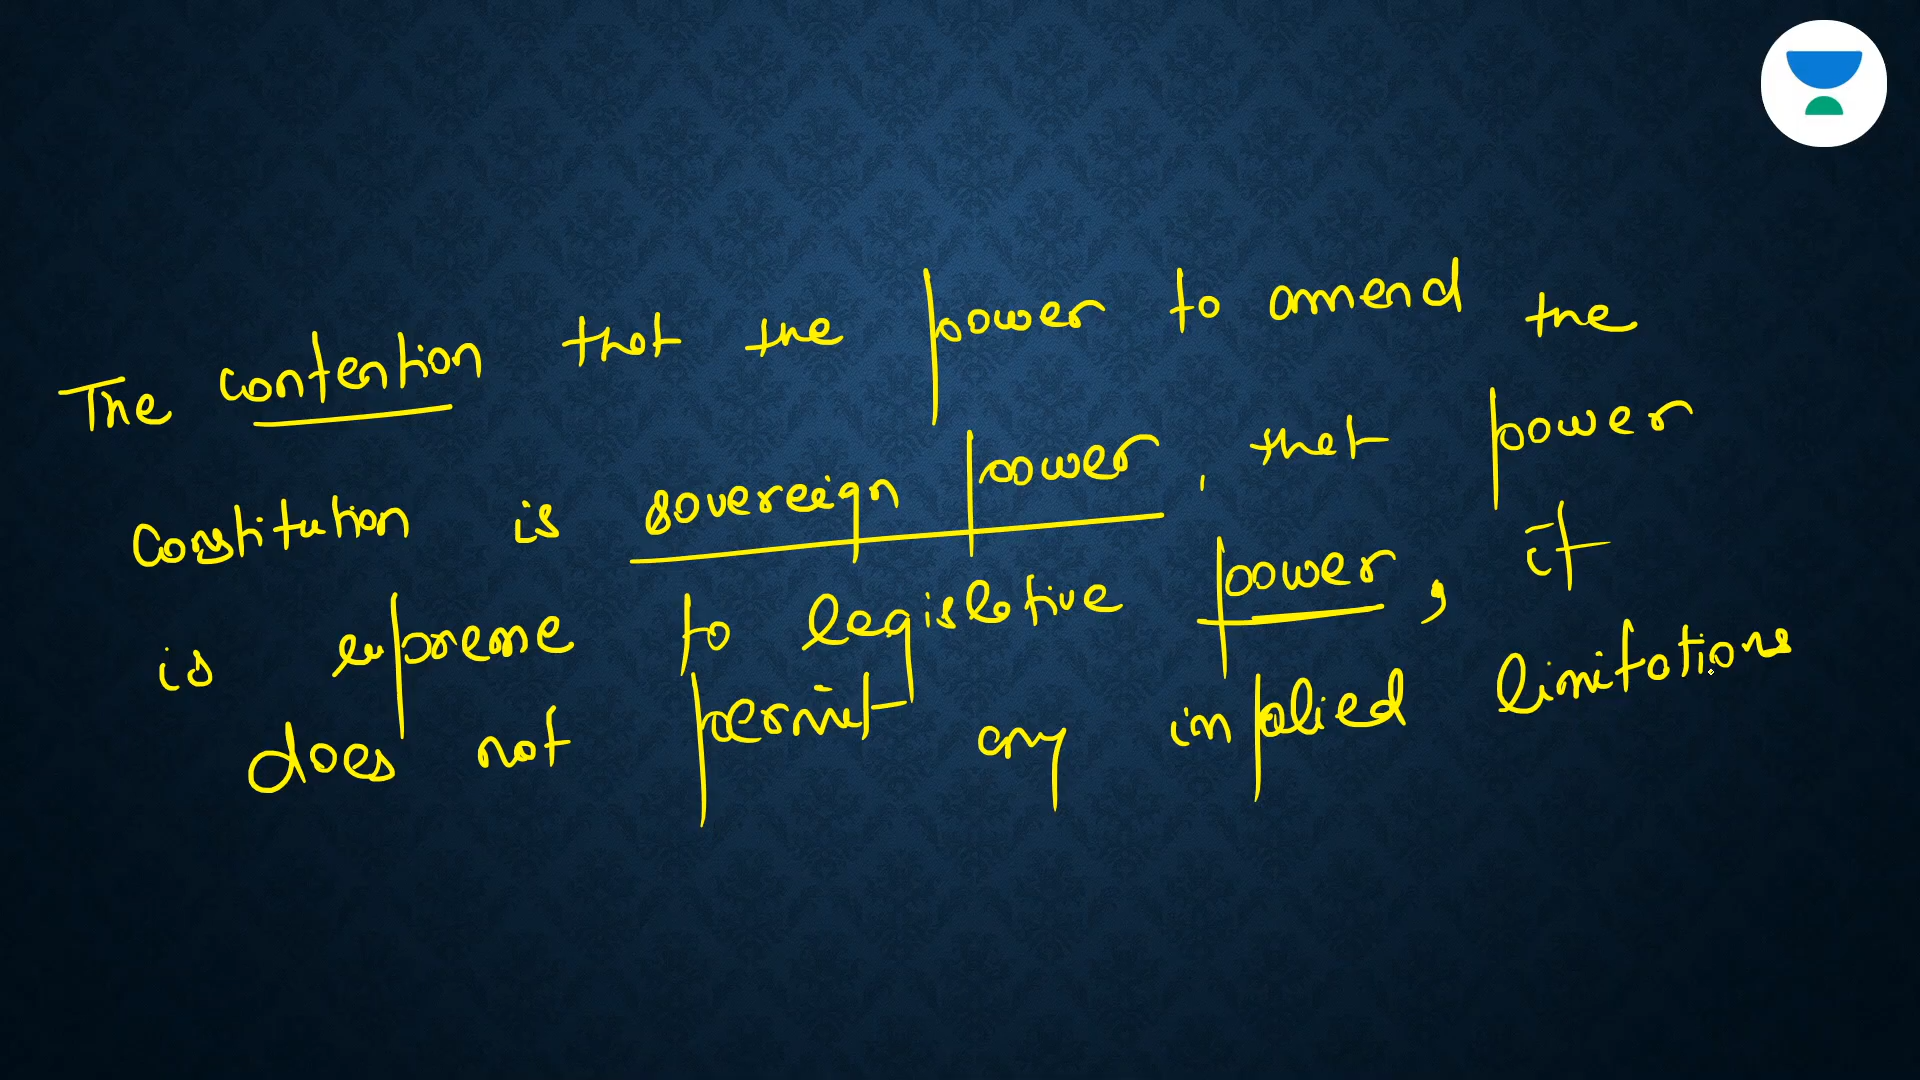 The contention that the power to amend the
Constitution is sovereign power, that power
is supreme to legislative power, it
does not permit any implied limitations